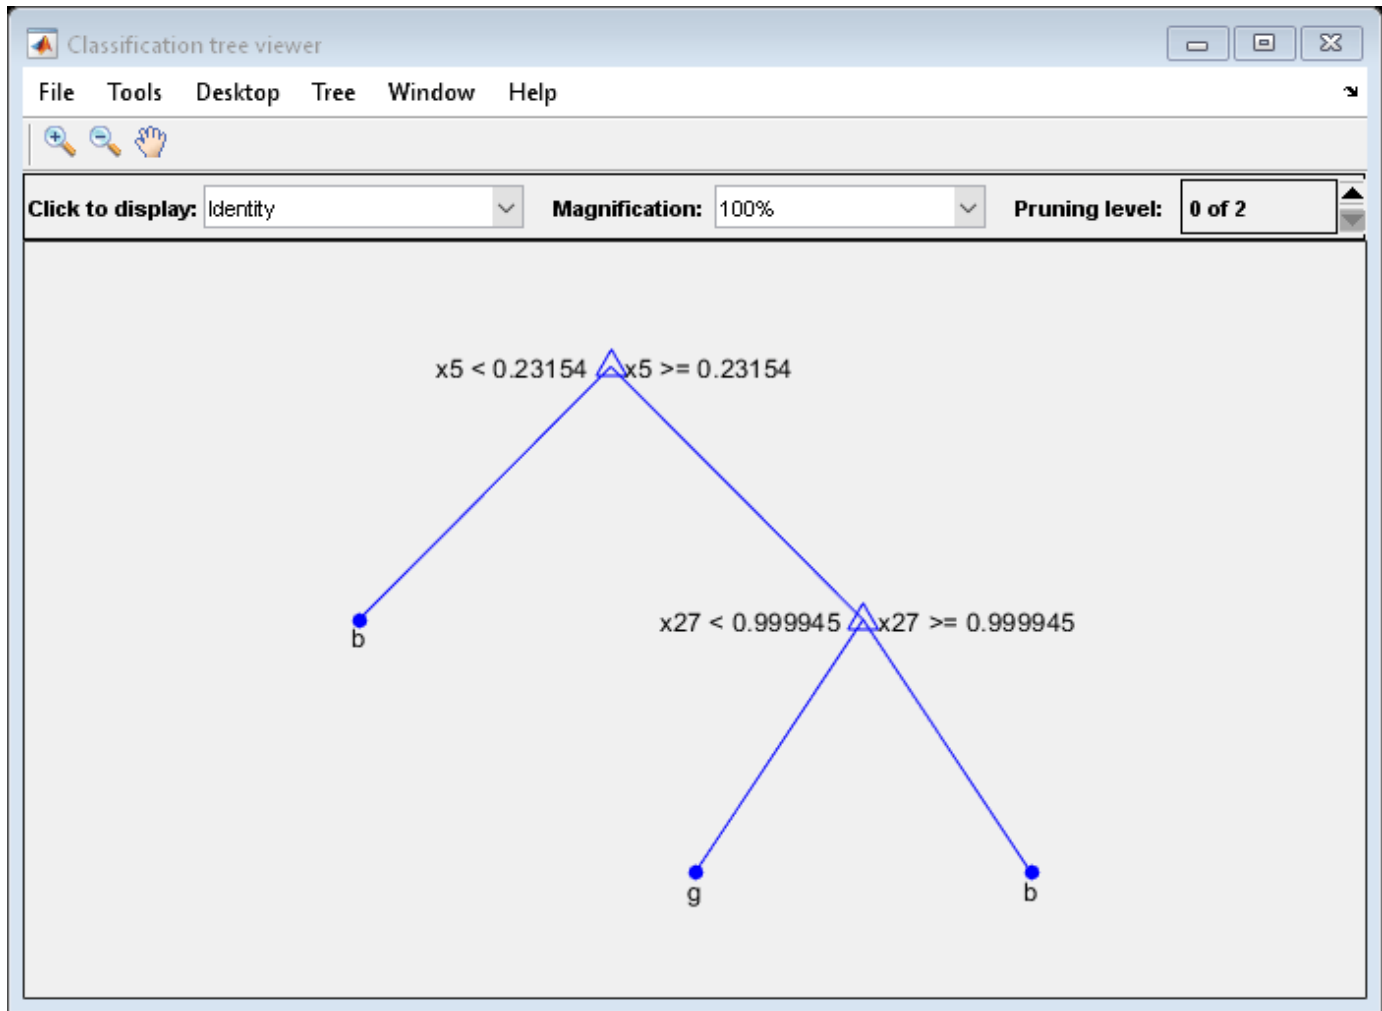 Classification tree viewer
File Tools Desktop Tree Window Help
Click to display: Identity Magnification: 100% Pruning level: 0 of 2
x5 < 0.23154 x5 >= 0.23154
b
x27 < 0.999945 x27 >= 0.999945
g b